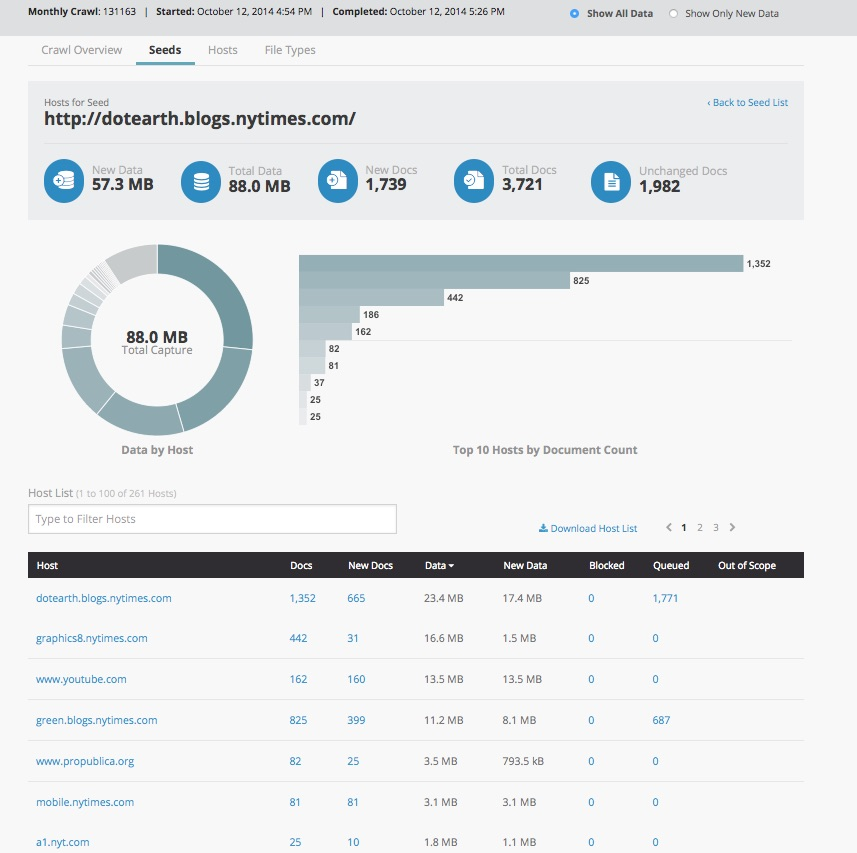 Monthly Crawl: 131163 | Started: October 12, 2014 4:54 PM | Completed: October 12, 2014 5:26 PM Show All Data Show Only New Data
Crawl Overview Seeds Hosts File Types
Hosts for Seed ‹ Back to Seed List
http://dotearth.blogs.nytimes.com/
New Data Total Data New Docs Total Docs Unchanged Docs
57.3 MB 88.0 MB 1,739 3,721 1,982
1,352
825
442
186
162
82
81
37
25
25
88.0 MB
Total Capture
Data by Host Top 10 Hosts by Document Count
Host List (1 to 100 of 261 Hosts)
Type to Filter Hosts
Download Host List < 1 2 3 >
Host Docs New Docs Data New Data Blocked Queued Out of Scope
dotearth.blogs.nytimes.com 1,352 665 23.4 MB 17.4 MB 0 1,771
graphics8.nytimes.com 442 31 16.6 MB 1.5 MB 0 0
www.youtube.com 162 160 13.5 MB 13.5 MB 0 0
green.blogs.nytimes.com 825 399 11.2 MB 8.1 MB 0 687
www.propublica.org 82 25 3.5 MB 793.5 kB 0 0
mobile.nytimes.com 81 81 3.1 MB 3.1 MB 0 0
a1.nyt.com 25 10 1.8 MB 1.1 MB 0 0